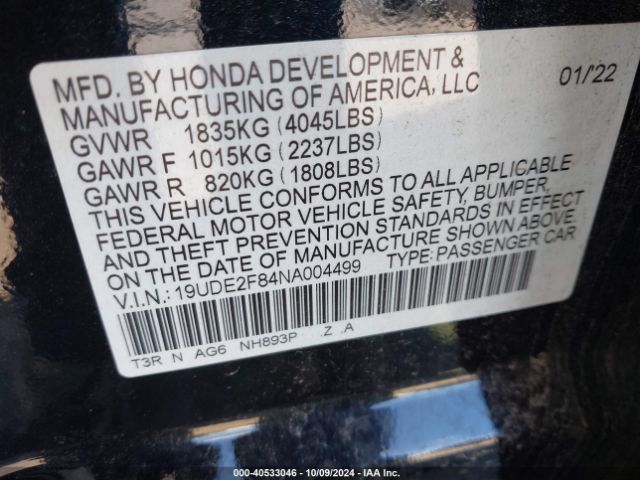 MFD. BY HONDA DEVELOPMENT &
MANUFACTURING OF AMERICA, LLC 01/'22
GVWR 1835KG (4045LBS)
GAWR F 1015KG (2237LBS)
GAWR R 820KG (1808LBS)
THIS VEHICLE CONFORMS TO ALL APPLICABLE
FEDERAL MOTOR VEHICLE SAFETY, BUMPER,
AND THEFT PREVENTION STANDARDS IN EFFECT
ON THE DATE OF MANUFACTURE SHOWN ABOVE.
V.I.N.: 19UDE2F84NA004499 TYPE: PASSENGER CAR
T3R N AG6 NH893P .Z .A
000-40533046 | 10/09/2024 - IAA Inc.